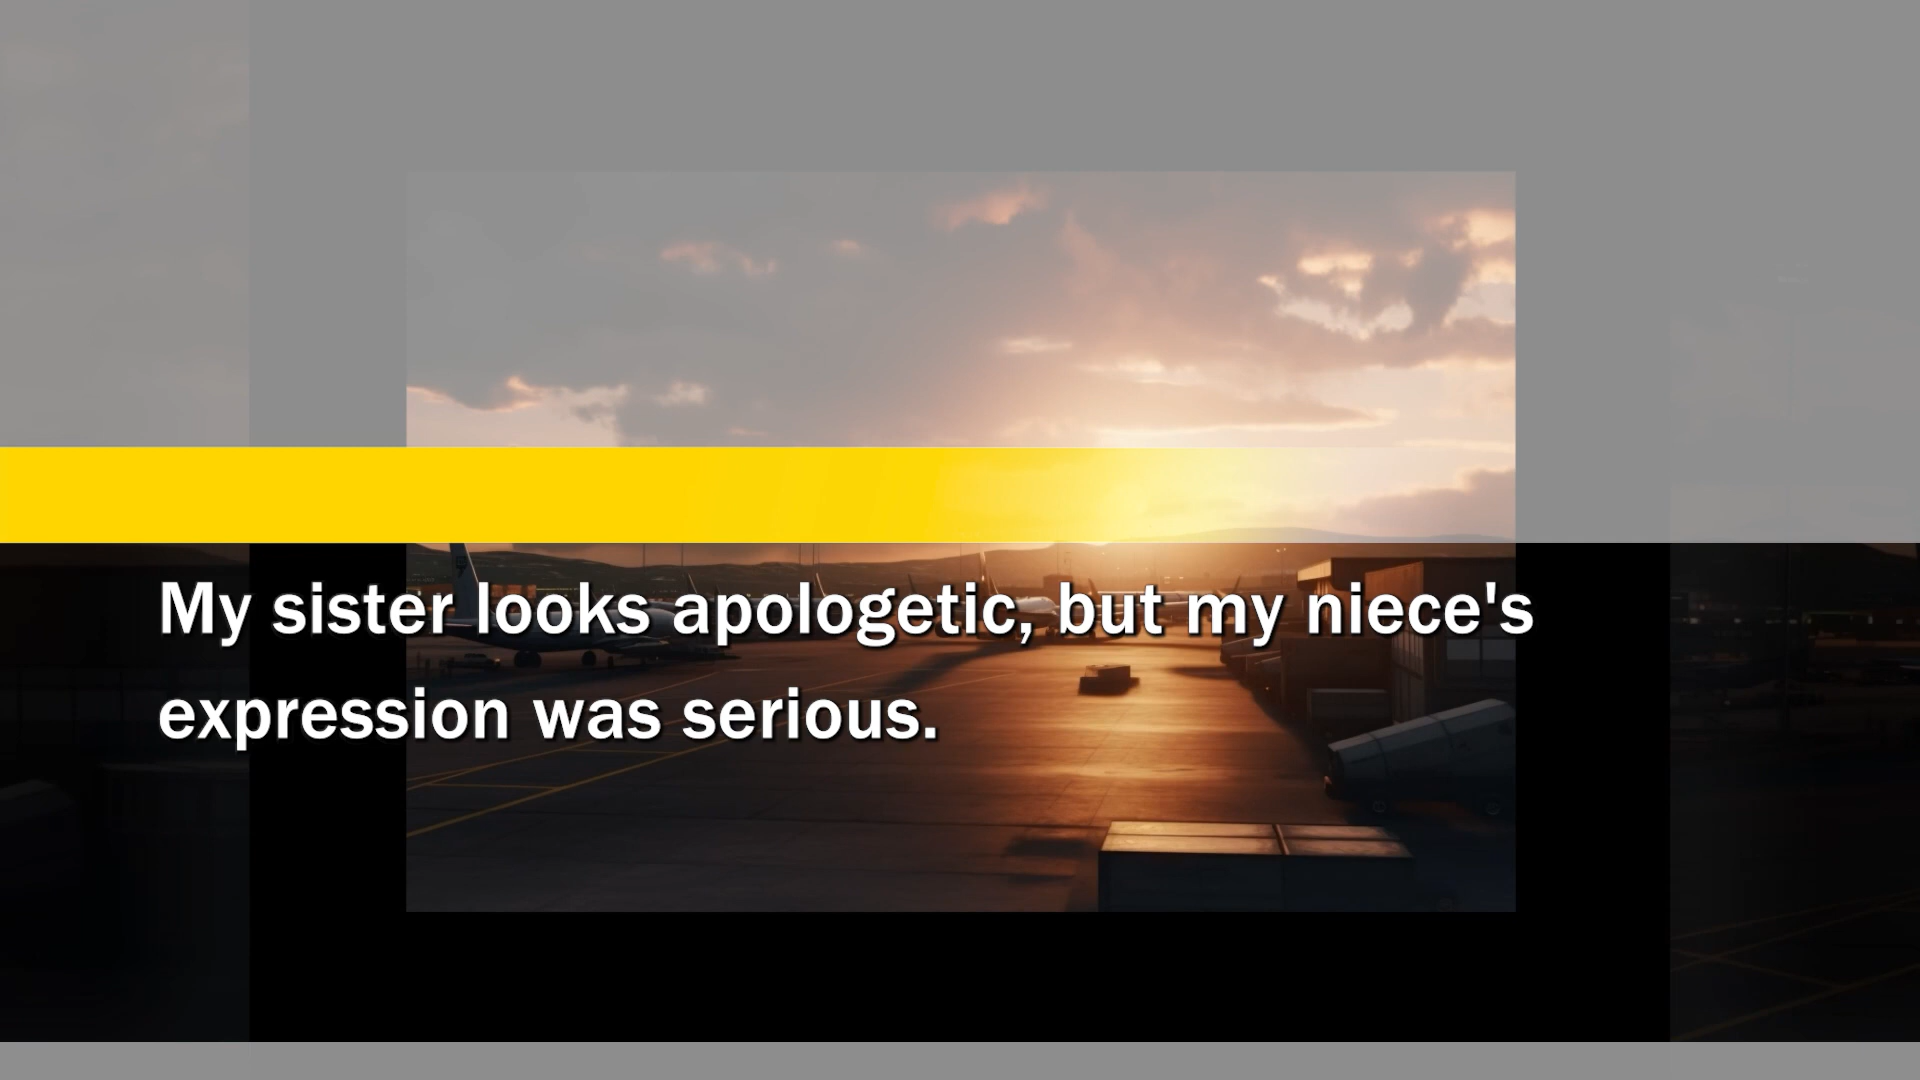 My sister looks apologetic, but my niece's
expression was serious.